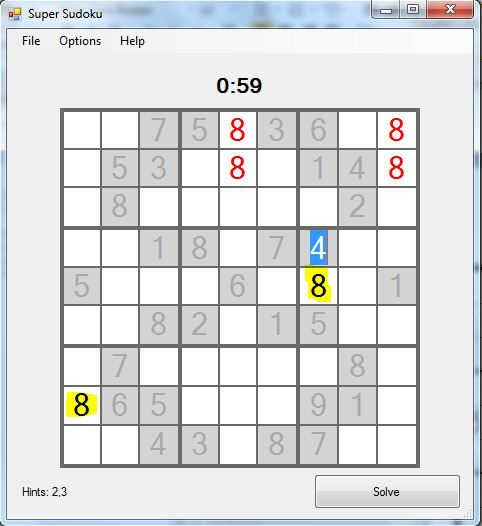 Super Sudoku
File Options Help
0:59
7 5 8 3 6 8
5 3 8 1 4 8
8 2
1 8 7 4
5 6 8 1
8 2 1 5
7 8
8 6 5 9 1
4 3 8 7
Hints: 2,3 Solve